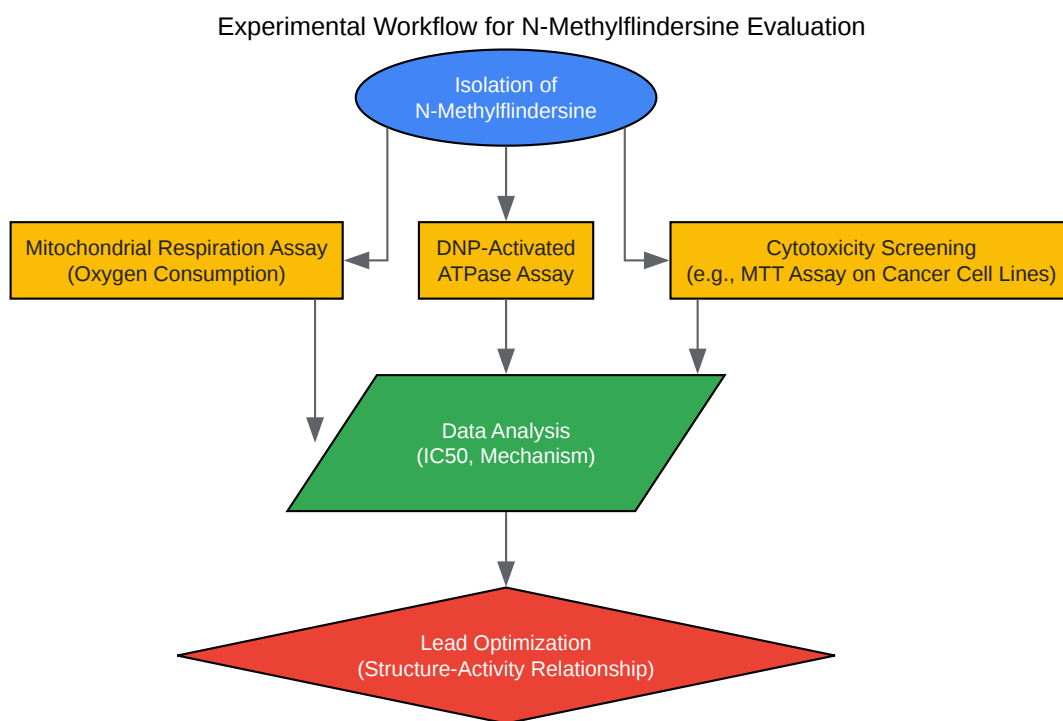 Experimental Workflow for N-Methylflindersine Evaluation
Isolation of
N-Methylflindersine
Mitochondrial Respiration Assay
(Oxygen Consumption)
DNP-Activated
ATPase Assay
Cytotoxicity Screening
(e.g., MTT Assay on Cancer Cell Lines)
Data Analysis
(IC50, Mechanism)
Lead Optimization
(Structure-Activity Relationship)